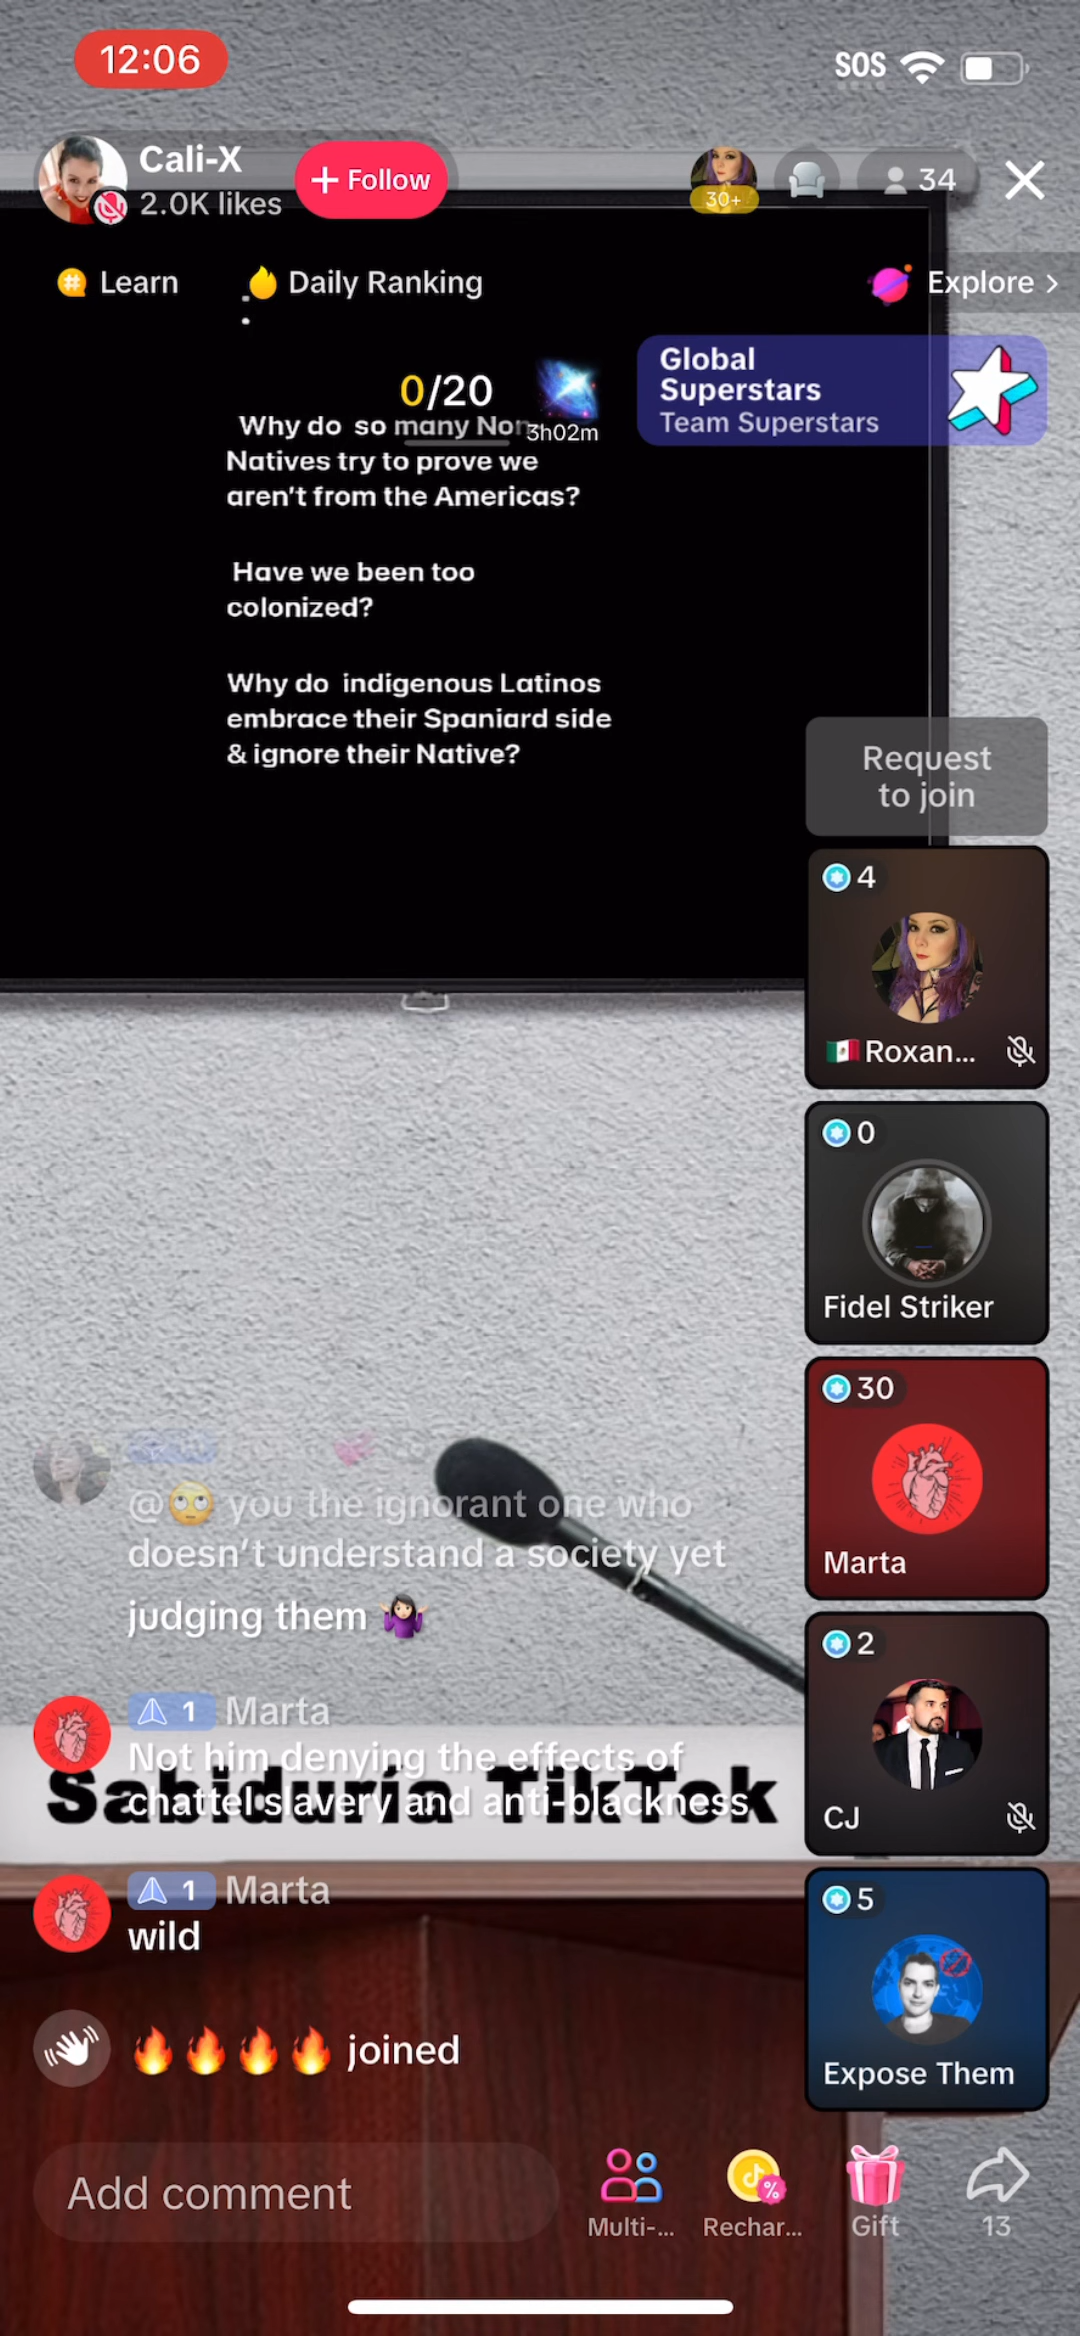 12:06
SOS
Cali-X
2.0K likes
+ Follow
30+
34
Learn
Daily Ranking
Explore >
Global
Superstars
Team Superstars
0/20
3h02m
Why do so many Non
Natives try to prove we
aren't from the Americas?
Have we been too
colonized?
Why do indigenous Latinos
embrace their Spaniard side
& ignore their Native?
Request
to join
4
Roxan...
0
Fidel Striker
30
Marta
2
CJ
5
Expose Them
@🙄 you the ignorant one who
doesn't understand a society yet
judging them 🤷🏻‍♀️
1 Marta
Not him denying the effects of
chattel slavery and anti-blackness
Sabiduría TikTok
1 Marta
wild
🔥🔥🔥🔥 joined
Add comment
Multi-...
Rechar...
Gift
13